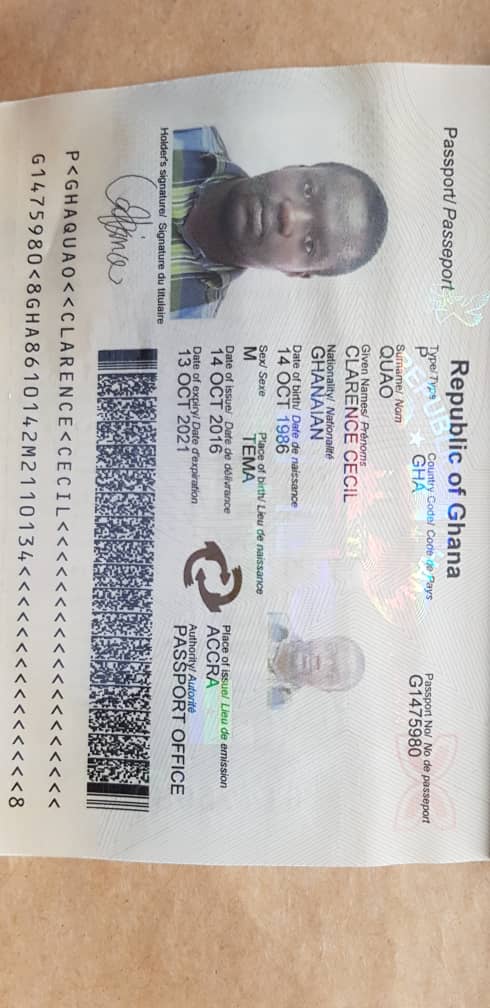 Republic of Ghana
Passport/ Passeport
Type/ Type
Country Code/ Code de Pays
Passport No/ No de passeport
P
GHA
G1475980
Surname/ Nom
QUAO
Given Names/ Prénoms
CLARENCE CECIL
Nationality/ Nationalité
GHANAIAN
Date of birth/ Date de naissance
14 OCT 1986
Sex/ Sexe
Place of birth/ Lieu de naissance
M
TEMA
Date of issue/ Date de délivrance
14 OCT 2016
Place of issue/ Lieu de emission
ACCRA
Date of expiry/ Date d'expiration
13 OCT 2021
Authority/ Autorité
PASSPORT OFFICE
Holder's signature/ Signature du titulaire
P<GHAQUAO<<CLARENCE<CECIL<<<<<<<<<<<<<<<<<<<
G1475980<8GHA8610142M2110134<<<<<<<<<<<<<<<8